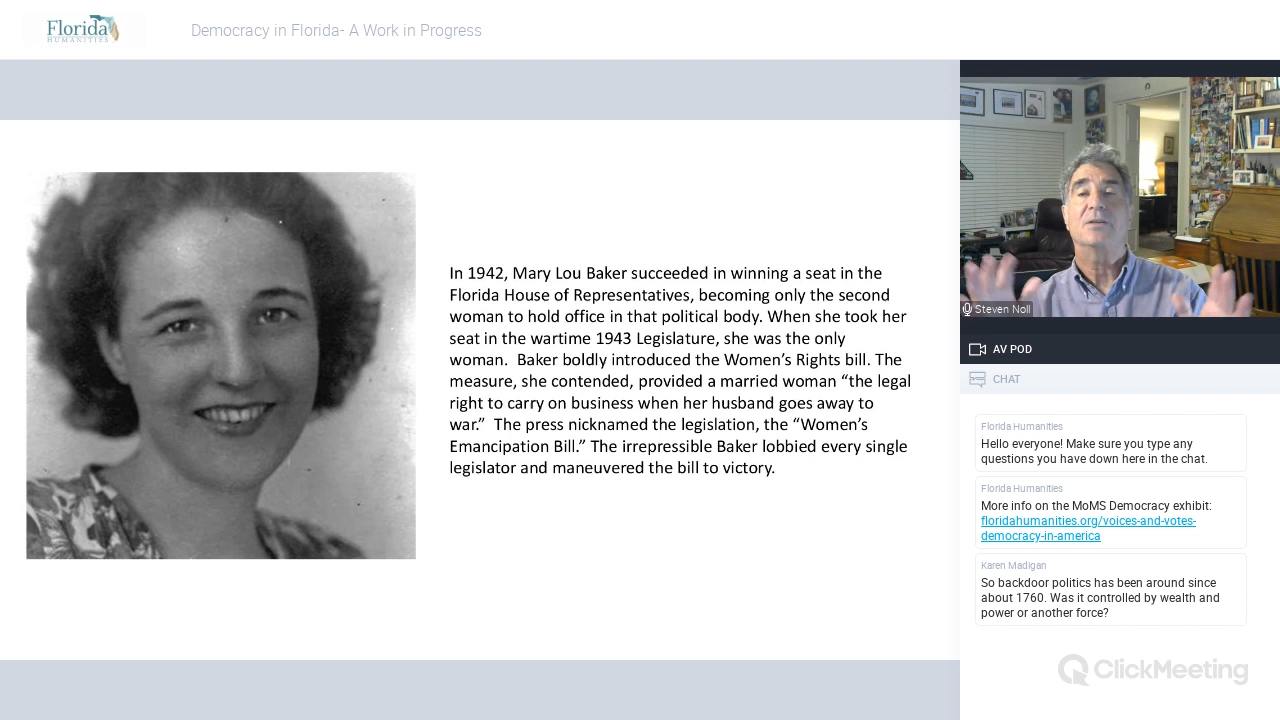 Florida
HUMANITIES
Democracy in Florida- A Work in Progress
In 1942, Mary Lou Baker succeeded in winning a seat in the
Florida House of Representatives, becoming only the second
woman to hold office in that political body. When she took her
seat in the wartime 1943 Legislature, she was the only
woman.  Baker boldly introduced the Women’s Rights bill. The
measure, she contended, provided a married woman “the legal
right to carry on business when her husband goes away to
war.”  The press nicknamed the legislation, the “Women’s
Emancipation Bill.” The irrepressible Baker lobbied every single
legislator and maneuvered the bill to victory.
Steven Noll
AV POD
CHAT
Florida Humanities
Hello everyone! Make sure you type any
questions you have down here in the chat.
Florida Humanities
More info on the MoMS Democracy exhibit:
floridahumanities.org/voices-and-votes-
democracy-in-america
Karen Madigan
So backdoor politics has been around since
about 1760. Was it controlled by wealth and
power or another force?
ClickMeeting